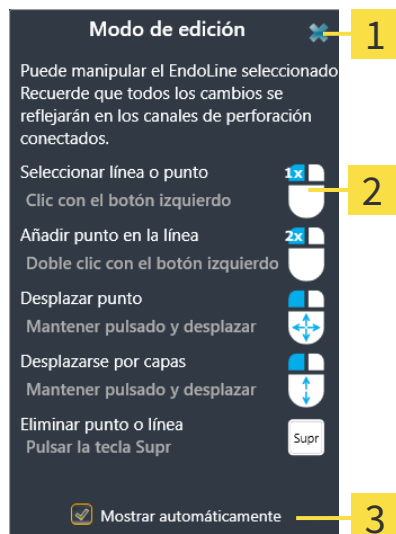 Modo de edición
1
Puede manipular el EndoLine seleccionado
Recuerde que todos los cambios se
reflejarán en los canales de perforación
conectados.
Seleccionar línea o punto
1x
Clic con el botón izquierdo
2
Añadir punto en la línea
2x
Doble clic con el botón izquierdo
Desplazar punto
Mantener pulsado y desplazar
Desplazarse por capas
Mantener pulsado y desplazar
Eliminar punto o línea
Supr
Pulsar la tecla Supr
Mostrar automáticamente
3